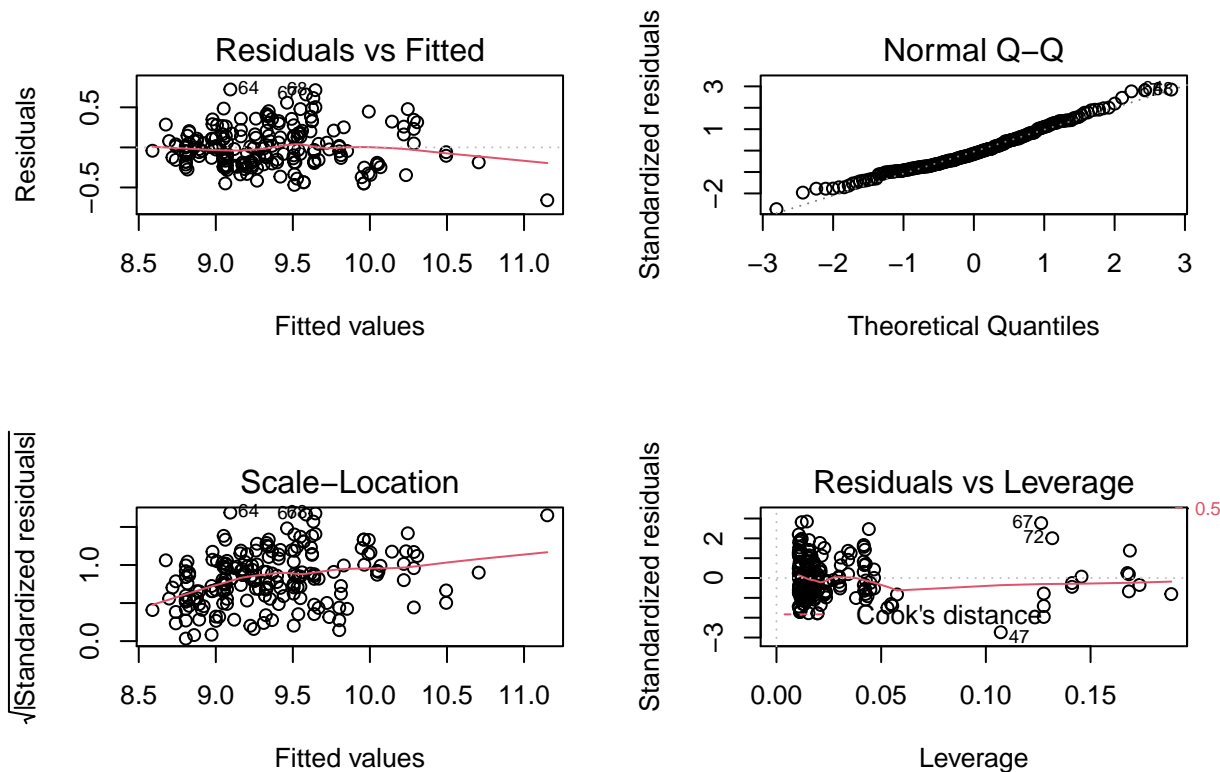 Residuals vs Fitted
Residuals
0.5
−0.5
64
8.5 9.0 9.5 10.0 10.5 11.0
Fitted values
Normal Q−Q
Standardized residuals
3
1
−2
−3 −2 −1 0 1 2 3
Theoretical Quantiles
Scale−Location
√|Standardized residuals|
1.0
0.0
64
8.5 9.0 9.5 10.0 10.5 11.0
Fitted values
Residuals vs Leverage
Standardized residuals
2
0
−3
67
72
47
0.5
Cook's distance
0.00 0.05 0.10 0.15
Leverage